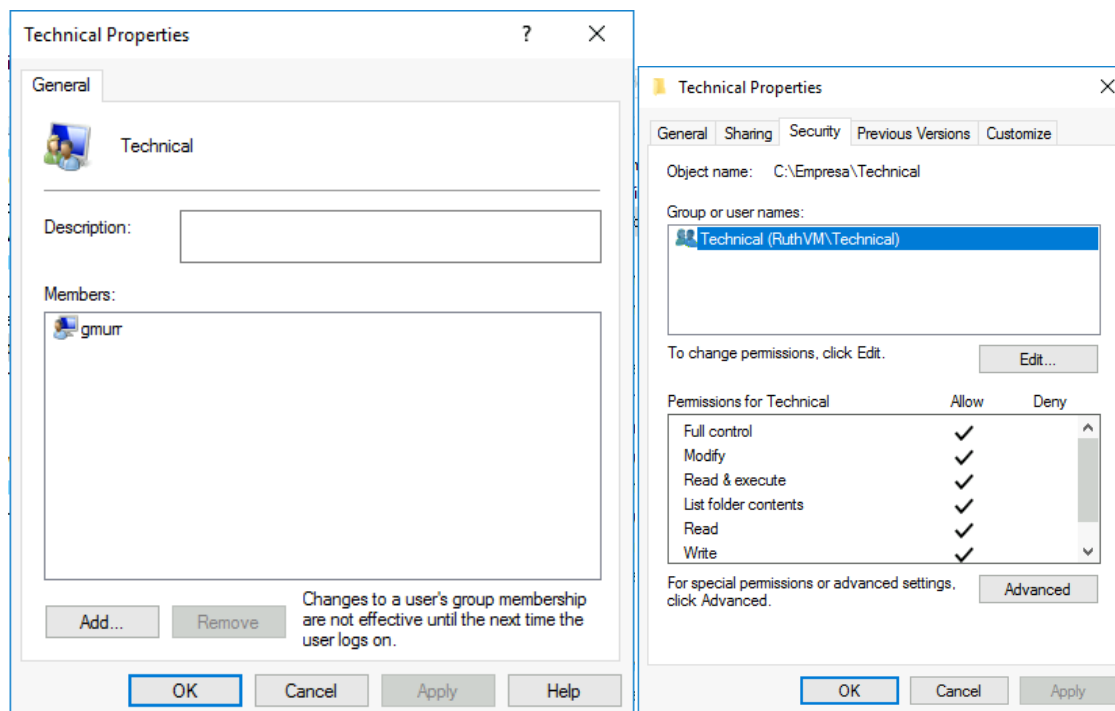 Technical Properties
?
General
Technical
Description:
Members:
gmurr
Add...
Remove
Changes to a user's group membership
are not effective until the next time the
user logs on.
OK
Cancel
Apply
Help
Technical Properties
General
Sharing
Security
Previous Versions
Customize
Object name: C:\Empresa\Technical
Group or user names:
Technical (RuthVM\Technical)
To change permissions, click Edit.
Edit...
Permissions for Technical
Allow
Deny
Full control
Modify
Read & execute
List folder contents
Read
Write
For special permissions or advanced settings,
click Advanced.
Advanced
OK
Cancel
Apply